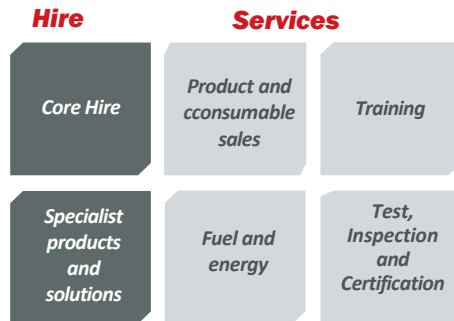 Hire
Services
Core Hire
Product and
cconsumable
sales
Training
Specialist
products
and
solutions
Fuel and
energy
Test,
Inspection
and
Certification